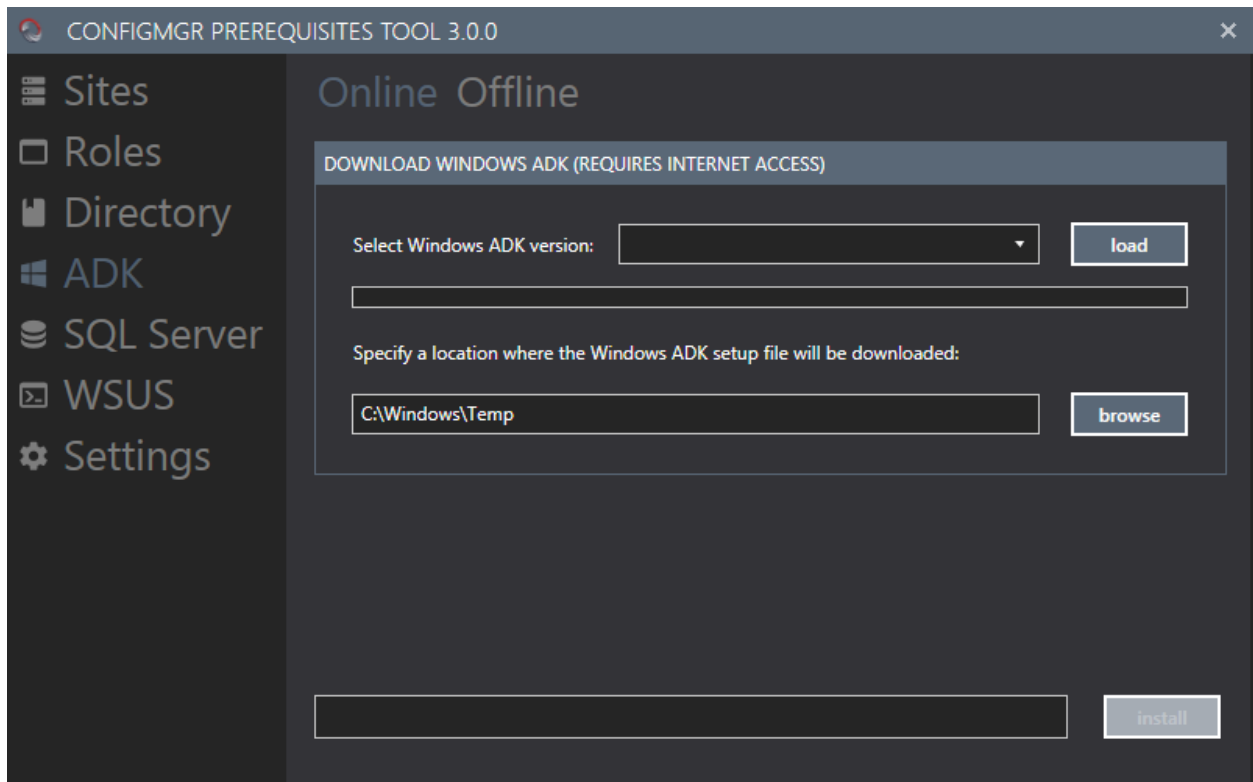 CONFIGMGR PREREQUISITES TOOL 3.0.0
Sites
Roles
Directory
ADK
SQL Server
WSUS
Settings
Online Offline
DOWNLOAD WINDOWS ADK (REQUIRES INTERNET ACCESS)
Select Windows ADK version: load
Specify a location where the Windows ADK setup file will be downloaded:
C:\Windows\Temp browse
install